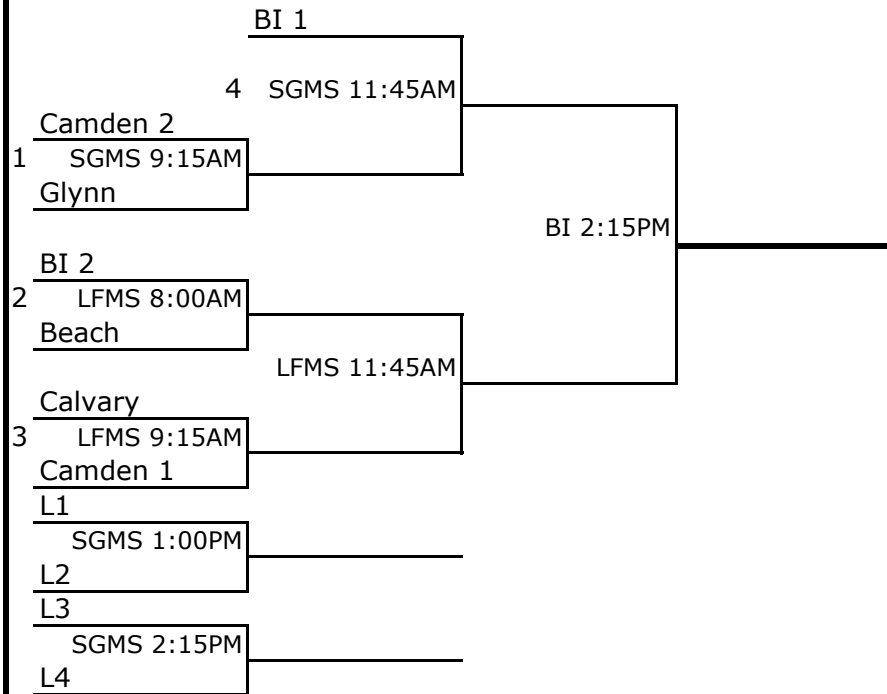 BI 1
4 SGMS 11:45AM
Camden 2
1 SGMS 9:15AM
Glynn
BI 2:15PM
BI 2
2 LFMS 8:00AM
Beach
LFMS 11:45AM
Calvary
3 LFMS 9:15AM
Camden 1
L1
SGMS 1:00PM
L2
L3
SGMS 2:15PM
L4